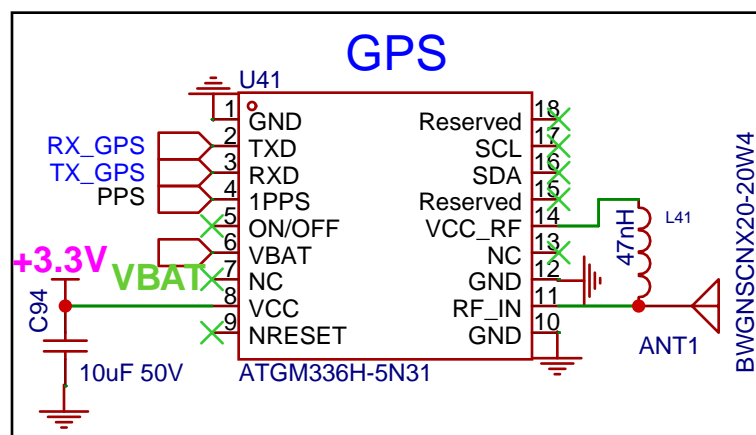 GPS
U41
1 GND
2 TXD
3 RXD
4 1PPS
5 ON/OFF
6 VBAT
7 NC
8 VCC
9 NRESET
18 Reserved
17 SCL
16 SDA
15 Reserved
14 VCC_RF
13 NC
12 GND
11 RF_IN
10 GND
ATGM336H-5N31
RX_GPS
TX_GPS
PPS
+3.3V
VBAT
C94
10uF 50V
L41
47nH
ANT1
BWGNSCNX20-20W4